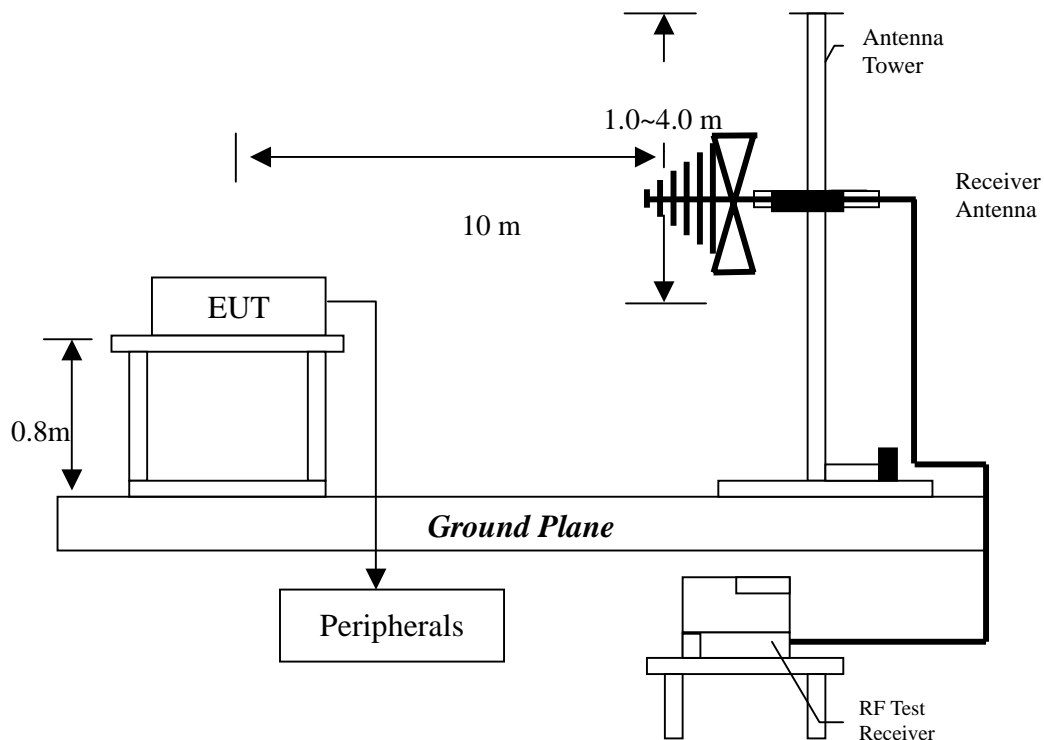 Antenna
Tower
1.0~4.0 m
Receiver
Antenna
10 m
EUT
0.8m
Ground Plane
Peripherals
RF Test
Receiver